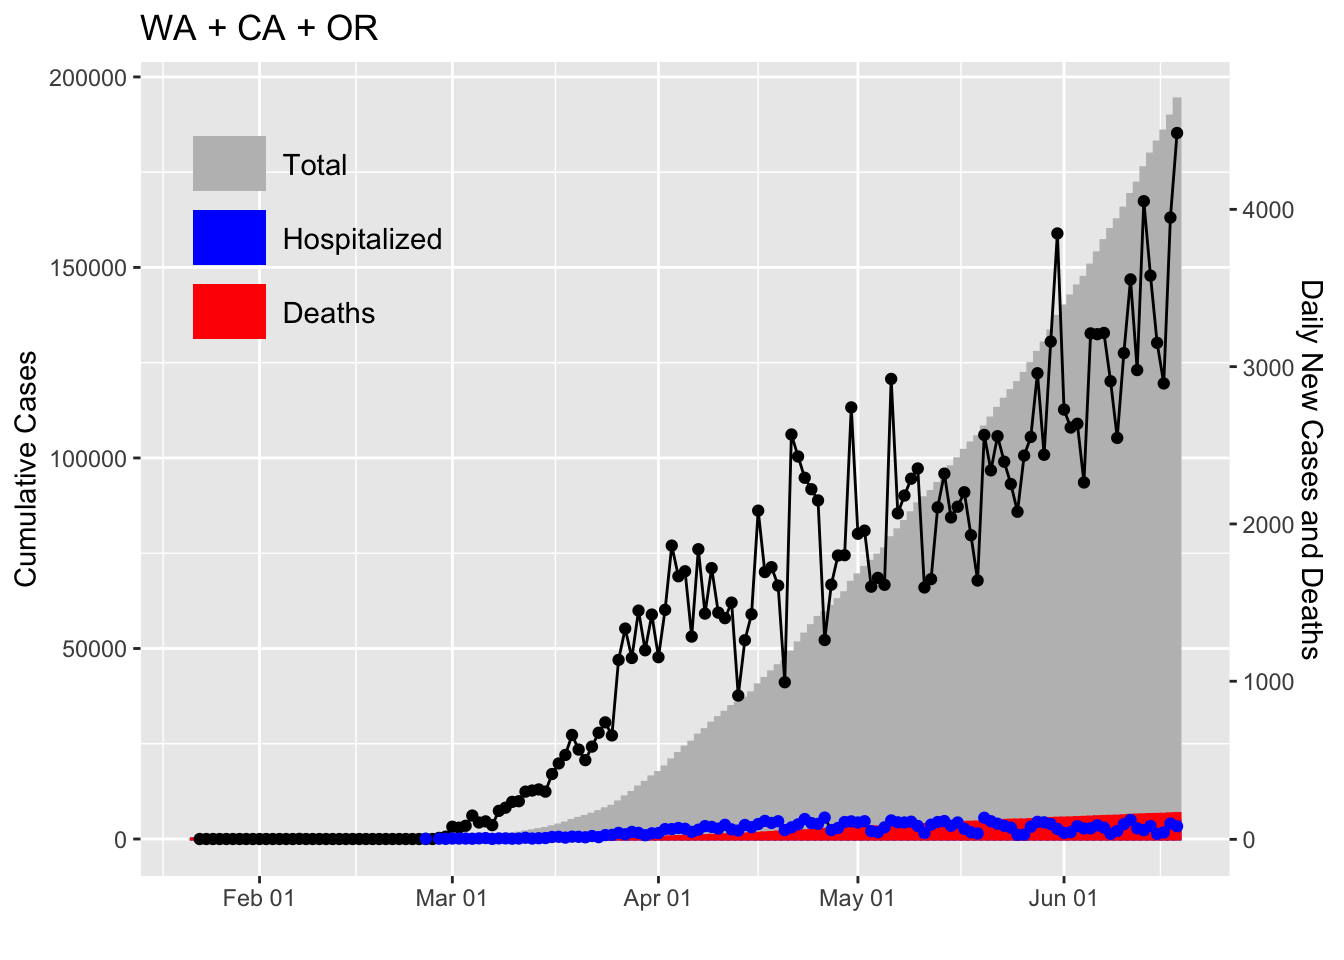 WA + CA + OR
200000
150000
100000
50000
0
Cumulative Cases
Total
Hospitalized
Deaths
4000
3000
2000
1000
0
Daily New Cases and Deaths
Feb 01
Mar 01
Apr 01
May 01
Jun 01